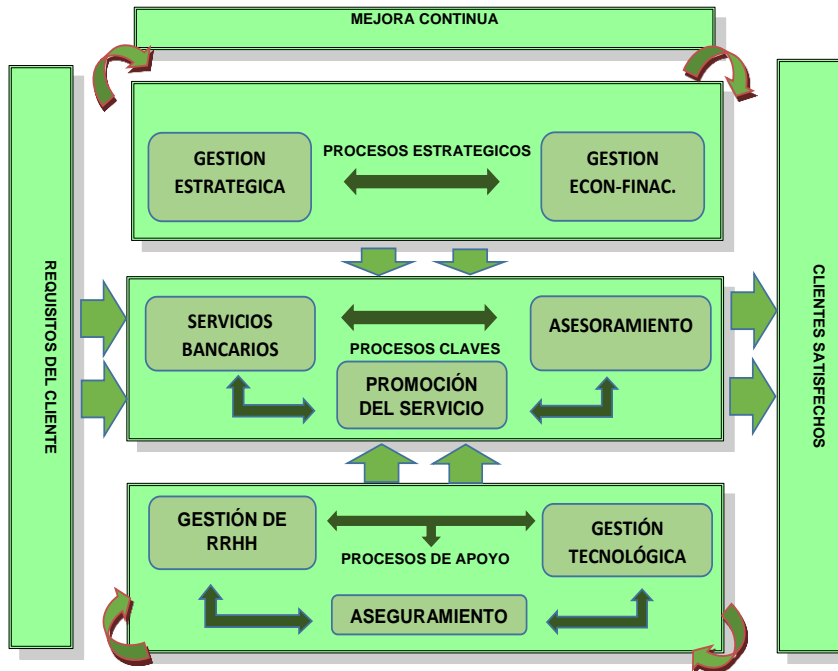 MEJORA CONTINUA
REQUISITOS DEL CLIENTE
GESTION
ESTRATEGICA
PROCESOS ESTRATEGICOS
GESTION
ECON-FINAC.
SERVICIOS
BANCARIOS
PROCESOS CLAVES
ASESORAMIENTO
PROMOCIÓN
DEL SERVICIO
GESTIÓN DE
RRHH
PROCESOS DE APOYO
GESTIÓN
TECNOLÓGICA
ASEGURAMIENTO
CLIENTES SATISFECHOS